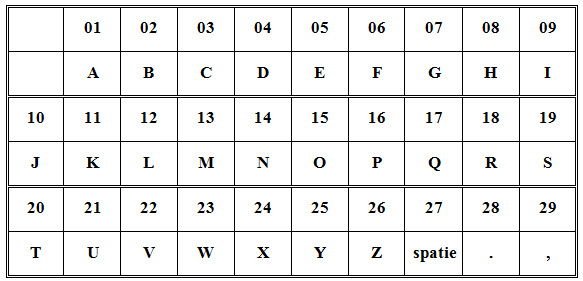 01 02 03 04 05 06 07 08 09
A B C D E F G H I
10 11 12 13 14 15 16 17 18 19
J K L M N O P Q R S
20 21 22 23 24 25 26 27 28 29
T U V W X Y Z spatie . ,